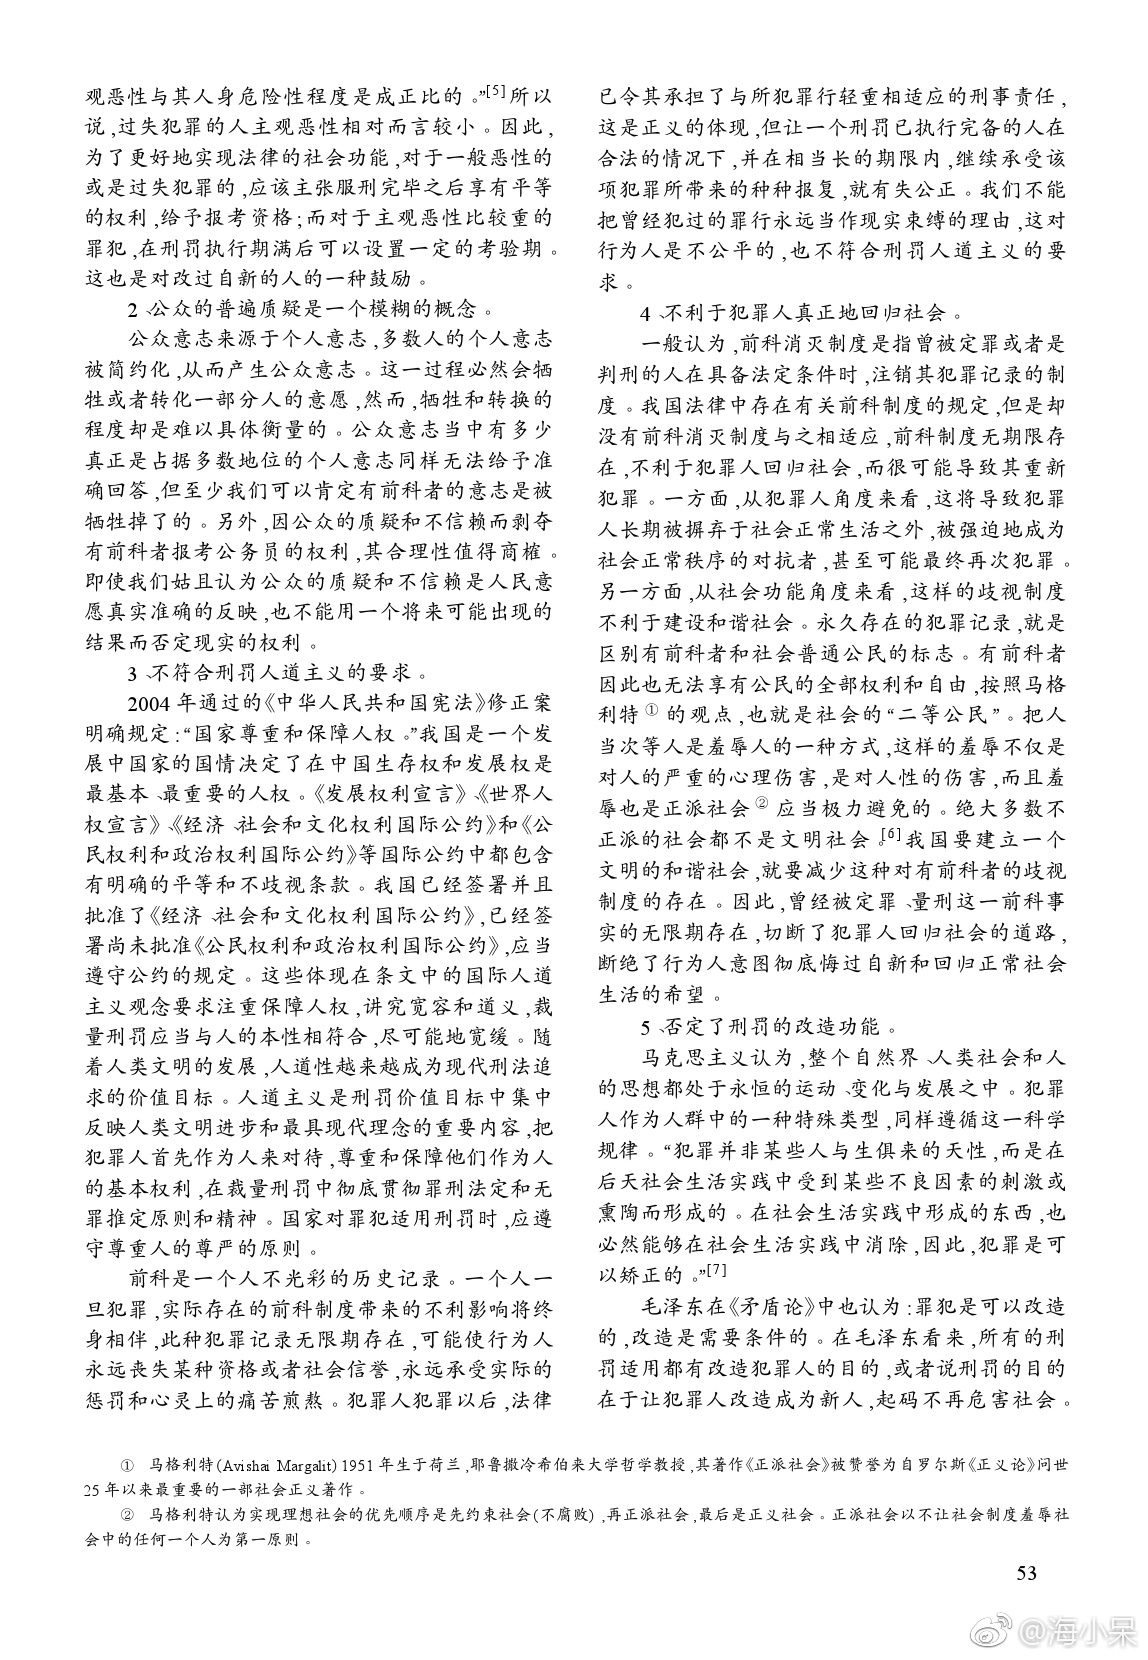 观恶性与其人身危险性程度是成正比的。”[5]所以
说,过失犯罪的人主观恶性相对而言较小。因此,
为了更好地实现法律的社会功能,对于一般恶性的
或是过失犯罪的,应该主张服刑完毕之后享有平等
的权利,给予报考资格;而对于主观恶性比较重的
罪犯,在刑罚执行期满后可以设置一定的考验期。
这也是对改过自新的人的一种鼓励。
2、公众的普遍质疑是一个模糊的概念。
公众意志来源于个人意志,多数人的个人意志
被简约化,从而产生公众意志。这一过程必然会牺
牲或者转化一部分人的意愿,然而,牺牲和转换的
程度却是难以具体衡量的。公众意志当中有多少
真正是占据多数地位的个人意志同样无法给予准
确回答,但至少我们可以肯定有前科者的意志是被
牺牲掉了的。另外,因公众的质疑和不信赖而剥夺
有前科者报考公务员的权利,其合理性值得商榷。
即使我们姑且认为公众的质疑和不信赖是人民意
愿真实准确的反映,也不能用一个将来可能出现的
结果而否定现实的权利。
3、不符合刑罚人道主义的要求。
2004年通过的《中华人民共和国宪法》修正案
明确规定:“国家尊重和保障人权。”我国是一个发
展中国家的国情决定了在中国生存权和发展权是
最基本、最重要的人权。《发展权利宣言》、《世界人
权宣言》、《经济、社会和文化权利国际公约》和《公
民权利和政治权利国际公约》等国际公约中都包含
有明确的平等和不歧视条款。我国已经签署并且
批准了《经济、社会和文化权利国际公约》,已经签
署尚未批准《公民权利和政治权利国际公约》,应当
遵守公约的规定。这些体现在条文中的国际人道
主义观念要求注重保障人权,讲究宽容和道义,裁
量刑罚应当与人的本性相符合,尽可能地宽缓。随
着人类文明的发展,人道性越来越成为现代刑法追
求的价值目标。人道主义是刑罚价值目标中集中
反映人类文明进步和最具现代理念的重要内容,把
犯罪人首先作为人来对待,尊重和保障他们作为人
的基本权利,在裁量刑罚中彻底贯彻罪刑法定和无
罪推定原则和精神。国家对罪犯适用刑罚时,应遵
守尊重人的尊严的原则。
前科是一个人不光彩的历史记录。一个人一
旦犯罪,实际存在的前科制度带来的不利影响将终
身相伴,此种犯罪记录无限期存在,可能使行为人
永远丧失某种资格或者社会信誉,永远承受实际的
惩罚和心灵上的痛苦煎熬。犯罪人犯罪以后,法律
已令其承担了与所犯罪行轻重相适应的刑事责任,
这是正义的体现,但让一个刑罚已执行完备的人在
合法的情况下,并在相当长的期限内,继续承受该
项犯罪所带来的种种报复,就有失公正。我们不能
把曾经犯过的罪行永远当作现实束缚的理由,这对
行为人是不公平的,也不符合刑罚人道主义的要
求。
4、不利于犯罪人真正地回归社会。
一般认为,前科消灭制度是指曾被定罪或者是
判刑的人在具备法定条件时,注销其犯罪记录的制
度。我国法律中存在有关前科制度的规定,但是却
没有前科消灭制度与之相适应,前科制度无期限存
在,不利于犯罪人回归社会,而很可能导致其重新
犯罪。一方面,从犯罪人角度来看,这将导致犯罪
人长期被摒弃于社会正常生活之外,被强迫地成为
社会正常秩序的对抗者,甚至可能最终再次犯罪。
另一方面,从社会功能角度来看,这样的歧视制度
不利于建设和谐社会。永久存在的犯罪记录,就是
区别有前科者和社会普通公民的标志。有前科者
因此也无法享有公民的全部权利和自由,按照马格
利特①的观点,也就是社会的“二等公民”。把人
当次等人是羞辱人的一种方式,这样的羞辱不仅是
对人的严重的心理伤害,是对人性的伤害,而且羞
辱也是正派社会②应当极力避免的。绝大多数不
正派的社会都不是文明社会。[6]我国要建立一个
文明的和谐社会,就要减少这种对有前科者的歧视
制度的存在。因此,曾经被定罪、量刑这一前科事
实的无限期存在,切断了犯罪人回归社会的道路,
断绝了行为人意图彻底悔过自新和回归正常社会
生活的希望。
5、否定了刑罚的改造功能。
马克思主义认为,整个自然界、人类社会和人
的思想都处于永恒的运动、变化与发展之中。犯罪
人作为人群中的一种特殊类型,同样遵循这一科学
规律。“犯罪并非某些人与生俱来的天性,而是在
后天社会生活实践中受到某些不良因素的刺激或
熏陶而形成的。在社会生活实践中形成的东西,也
必然能够在社会生活实践中消除,因此,犯罪是可
以矫正的。”[7]
毛泽东在《矛盾论》中也认为:罪犯是可以改造
的,改造是需要条件的。在毛泽东看来,所有的刑
罚适用都有改造犯罪人的目的,或者说刑罚的目的
在于让犯罪人改造成为新人,起码不再危害社会。
① 马格利特(Avishai Margalit)1951年生于荷兰,耶鲁撒冷希伯来大学哲学教授,其著作《正派社会》被赞誉为自罗尔斯《正义论》问世
25年以来最重要的一部社会正义著作。
② 马格利特认为实现理想社会的优先顺序是先约束社会(不腐败),再正派社会,最后是正义社会。正派社会以不让社会制度羞辱社
会中的任何一个人为第一原则。
53
@海小呆